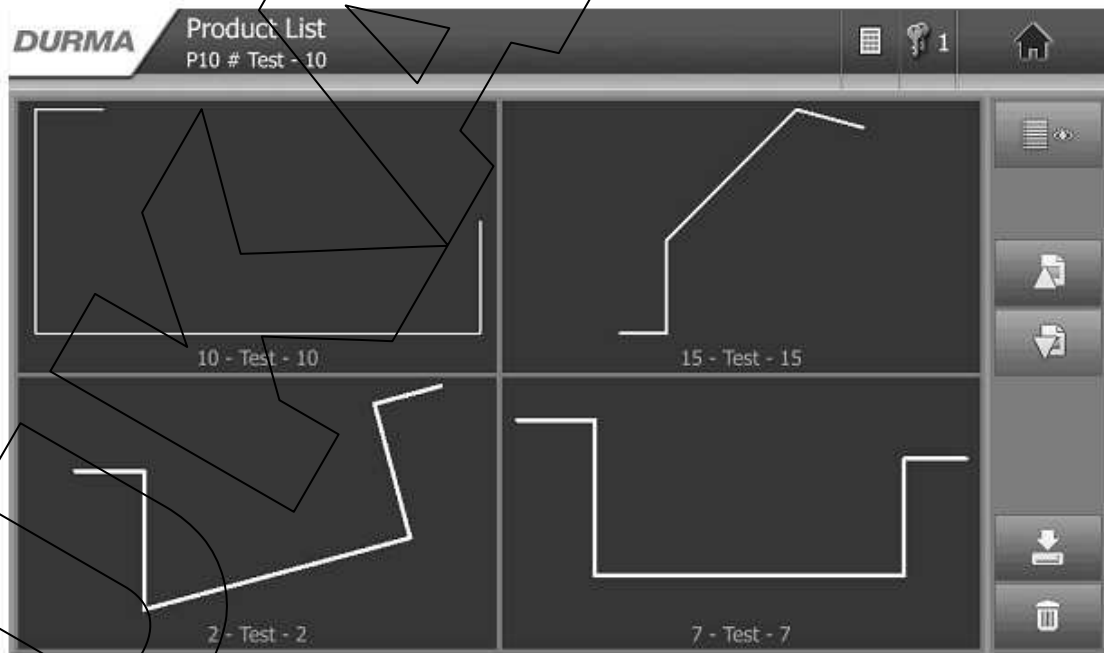 DURMA
Product List
P10 # Test - 10
1
10 - Test - 10
15 - Test - 15
2 - Test - 2
7 - Test - 7